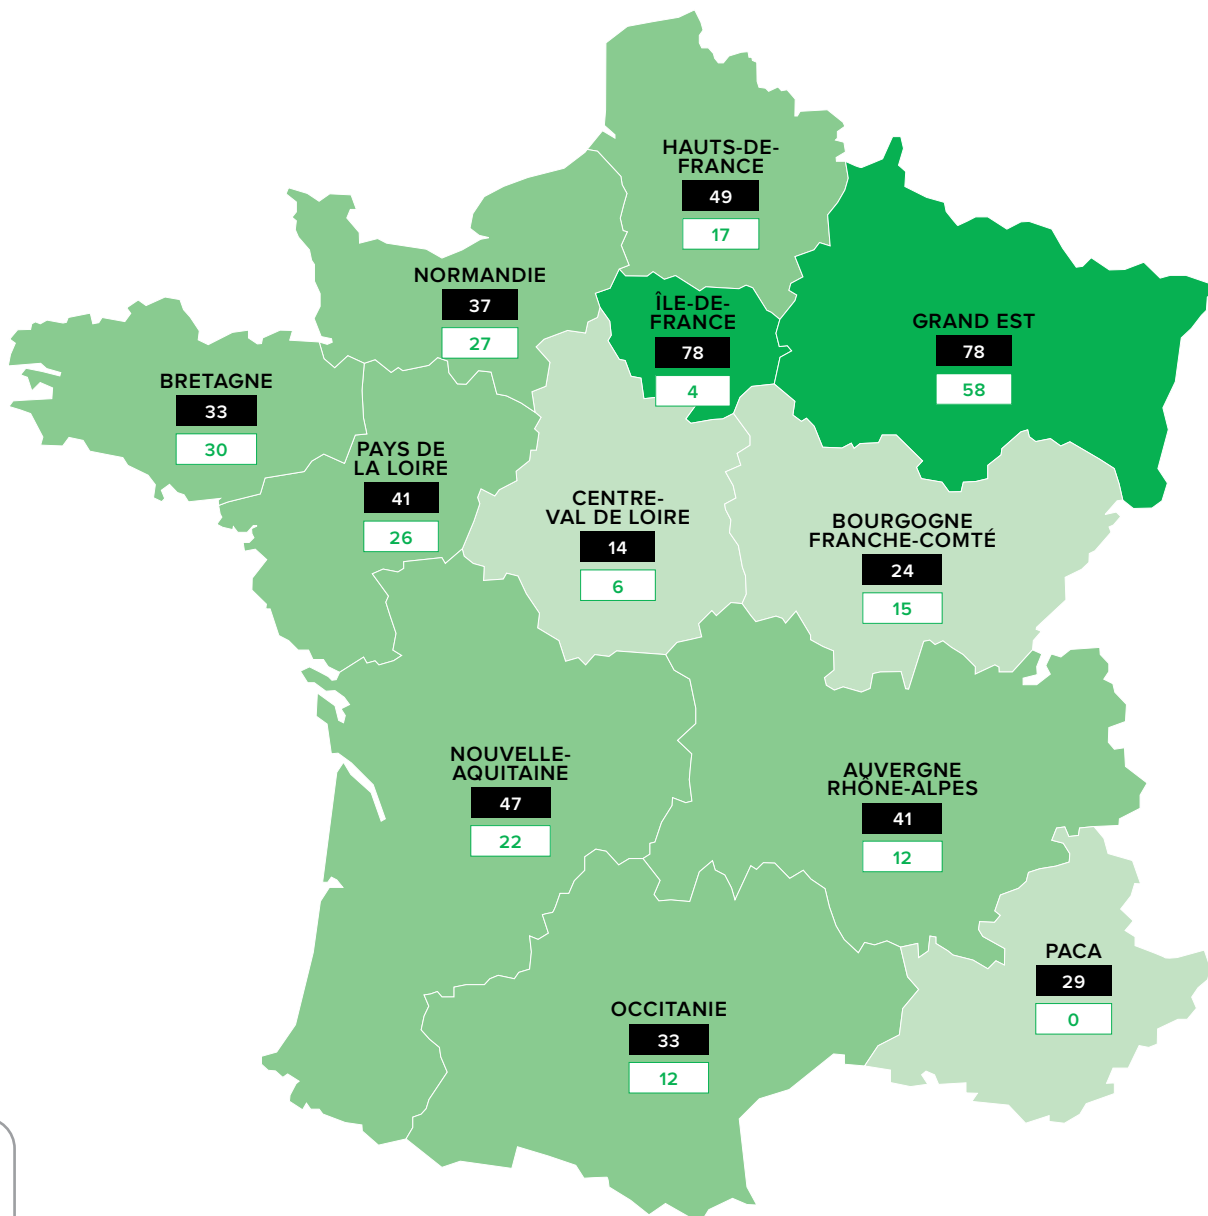 HAUTS-DE-
FRANCE
49
17
NORMANDIE
37
27
ÎLE-DE-
FRANCE
78
4
GRAND EST
78
58
BRETAGNE
33
30
PAYS DE
LA LOIRE
41
26
CENTRE-
VAL DE LOIRE
14
6
BOURGOGNE
FRANCHE-COMTÉ
24
15
NOUVELLE-
AQUITAINE
47
22
AUVERGNE
RHÔNE-ALPES
41
12
PACA
29
0
OCCITANIE
33
12